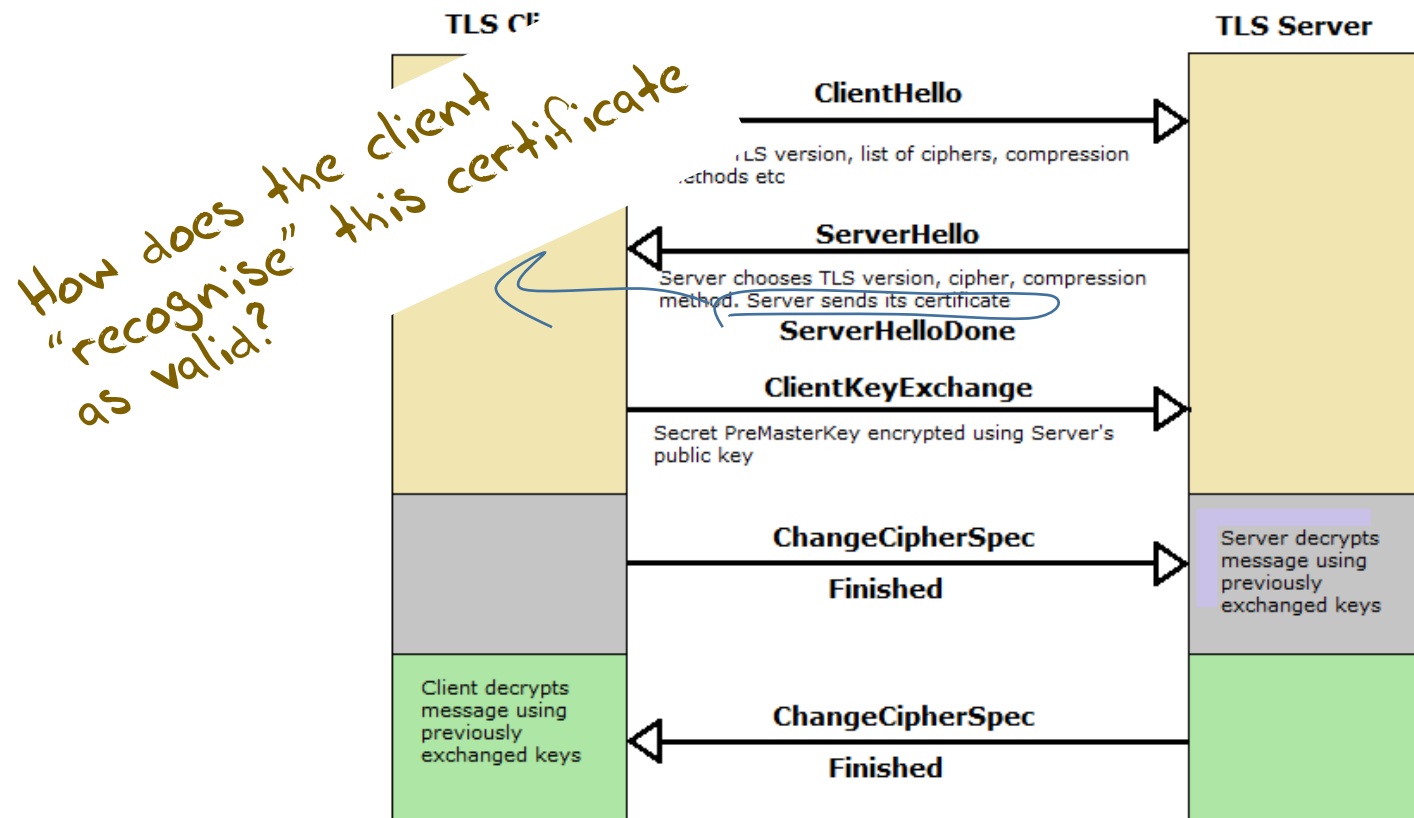 TLS
TLS Server
How does the client
"recognise" this certificate
as valid?
ClientHello
version, list of ciphers, compression
etc
ServerHello
Server chooses TLS version, cipher, compression
method. Server sends its certificate
ServerHelloDone
ClientKeyExchange
Secret PreMasterKey encrypted using Server's
public key
ChangeCipherSpec
Finished
Server decrypts
message using
previously
exchanged keys
Client decrypts
message using
previously
exchanged keys
ChangeCipherSpec
Finished